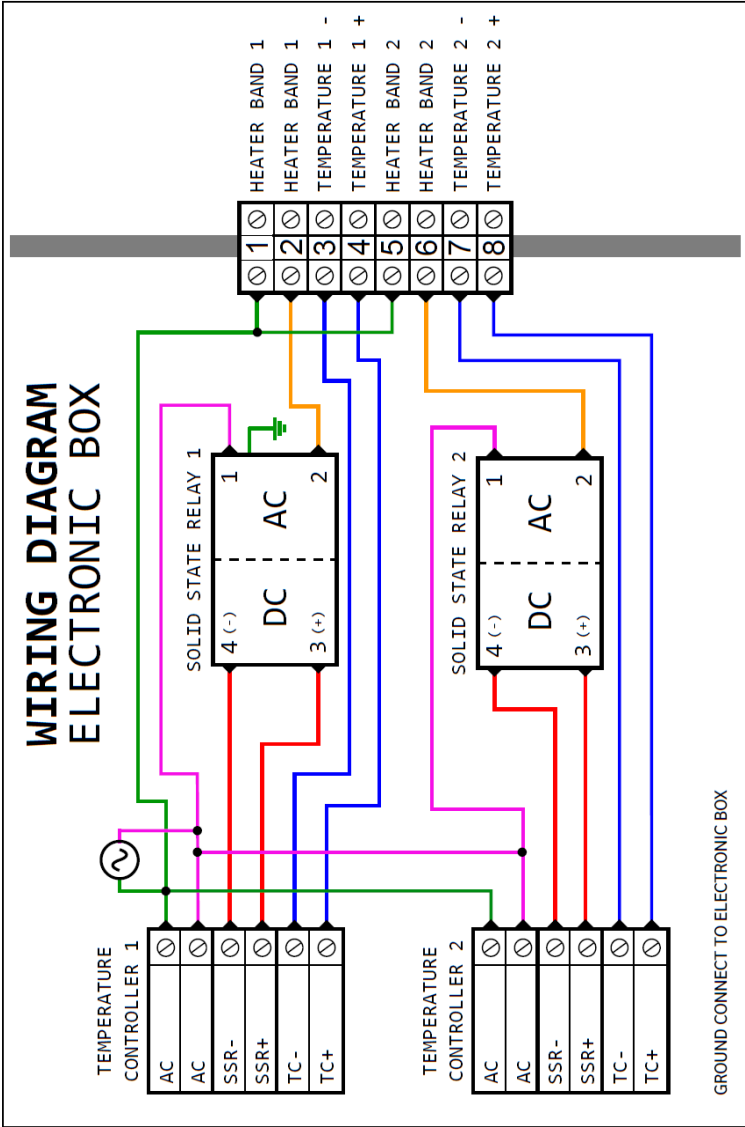 WIRING DIAGRAM
ELECTRONIC BOX
TEMPERATURE
CONTROLLER 1
AC
AC
SSR-
SSR+
TC-
TC+
SOLID STATE RELAY 1
4 (-)
1
DC
AC
3 (+)
2
HEATER BAND 1
HEATER BAND 1
TEMPERATURE 1 -
TEMPERATURE 1 +
HEATER BAND 2
HEATER BAND 2
TEMPERATURE 2 -
TEMPERATURE 2 +
1
2
3
4
5
6
7
8
TEMPERATURE
CONTROLLER 2
AC
AC
SSR-
SSR+
TC-
TC+
SOLID STATE RELAY 2
4 (-)
1
DC
AC
3 (+)
2
GROUND CONNECT TO ELECTRONIC BOX